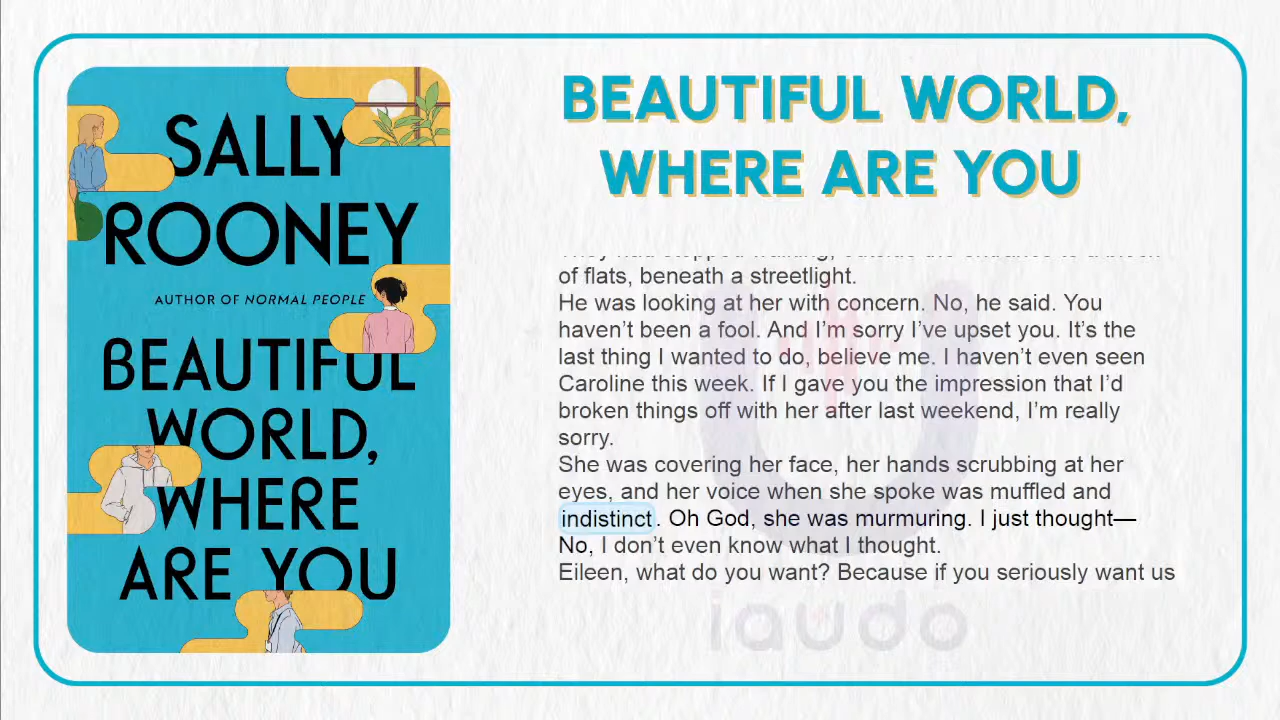 SALLY
ROONEY
AUTHOR OF NORMAL PEOPLE
BEAUTIFUL
WORLD,
WHERE
ARE YOU
BEAUTIFUL WORLD,
WHERE ARE YOU
of flats, beneath a streetlight.
He was looking at her with concern. No, he said. You
haven’t been a fool. And I’m sorry I’ve upset you. It’s the
last thing I wanted to do, believe me. I haven’t even seen
Caroline this week. If I gave you the impression that I’d
broken things off with her after last weekend, I’m really
sorry.
She was covering her face, her hands scrubbing at her
eyes, and her voice when she spoke was muffled and
indistinct. Oh God, she was murmuring. I just thought—
No, I don’t even know what I thought.
Eileen, what do you want? Because if you seriously want us
iaudo